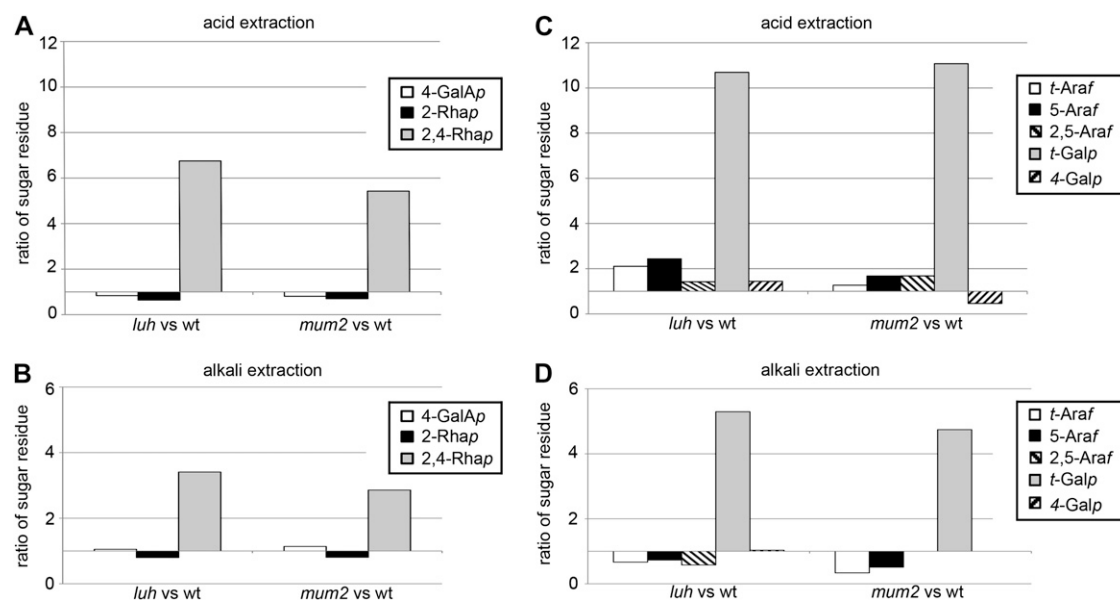 A
acid extraction
ratio of sugar residue
12
10
8
6
4
2
0
4-GalAp
2-Rhap
2,4-Rhap
luh vs wt
mum2 vs wt
B
alkali extraction
ratio of sugar residue
6
4
2
0
4-GalAp
2-Rhap
2,4-Rhap
luh vs wt
mum2 vs wt
C
acid extraction
ratio of sugar residue
12
10
8
6
4
2
0
t-Araf
5-Araf
2,5-Araf
t-Galp
4-Galp
luh vs wt
mum2 vs wt
D
alkali extraction
ratio of sugar residue
6
4
2
0
t-Araf
5-Araf
2,5-Araf
t-Galp
4-Galp
luh vs wt
mum2 vs wt